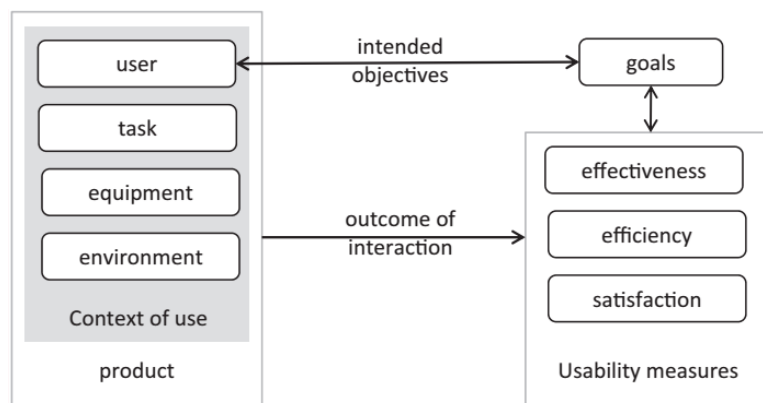 user
task
equipment
environment
Context of use
product
intended
objectives
outcome of
interaction
goals
effectiveness
efficiency
satisfaction
Usability measures